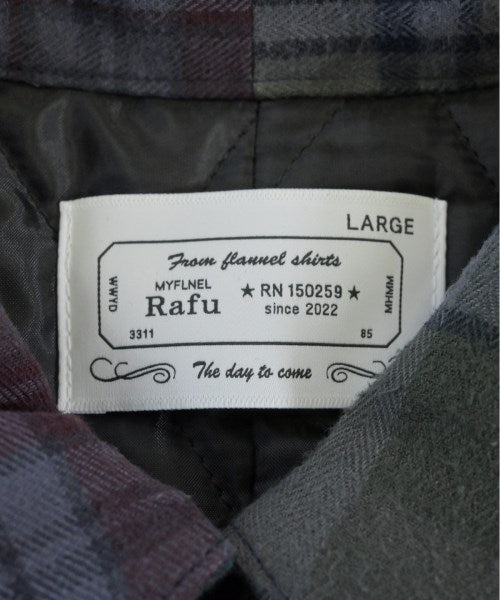 LARGE
From flannel shirts
WWYD
MYFLNEL
Rafu
★ RN 150259 ★
since 2022
MHMM
3311
85
The day to come